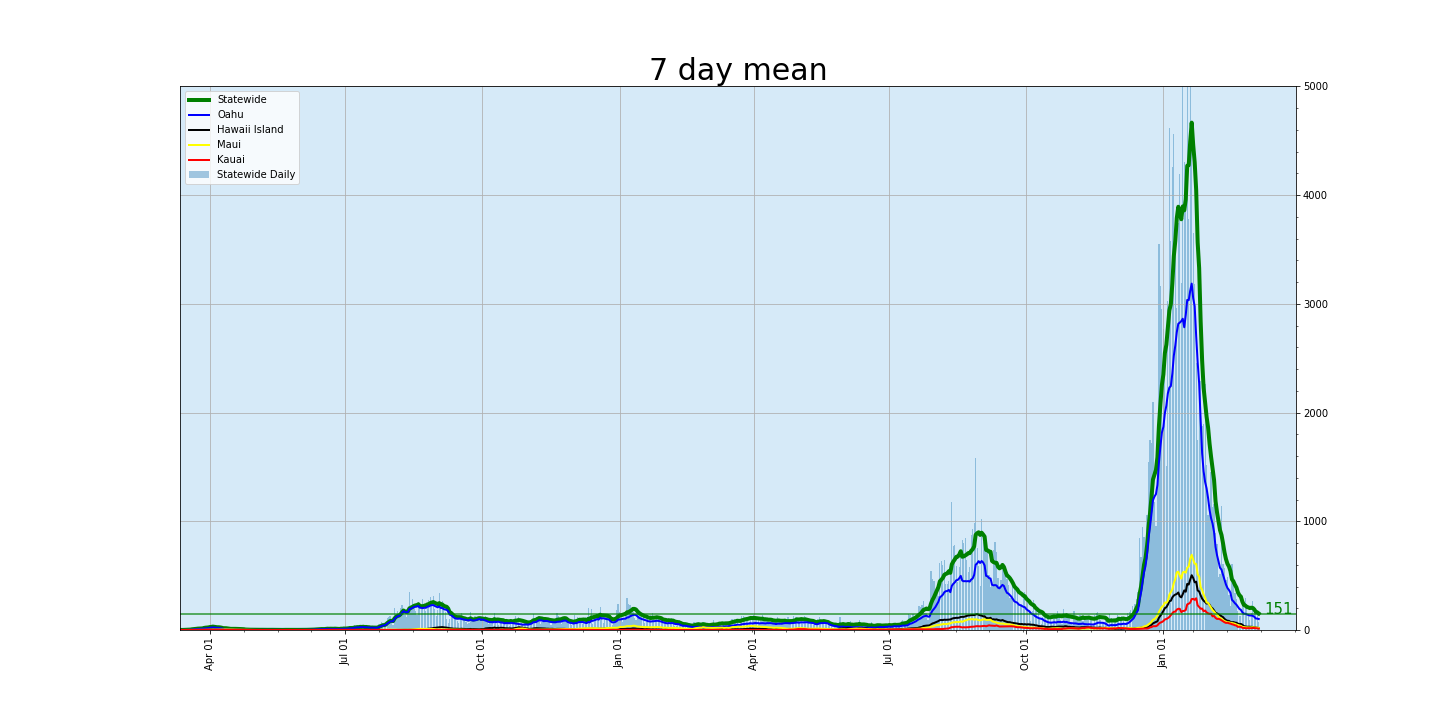 7 day mean
Statewide
Oahu
Hawaii Island
Maui
Kauai
Statewide Daily
5000
4000
3000
2000
1000
151
0
Apr 01
Jul 01
Oct 01
Jan 01
Apr 01
Jul 01
Oct 01
Jan 01